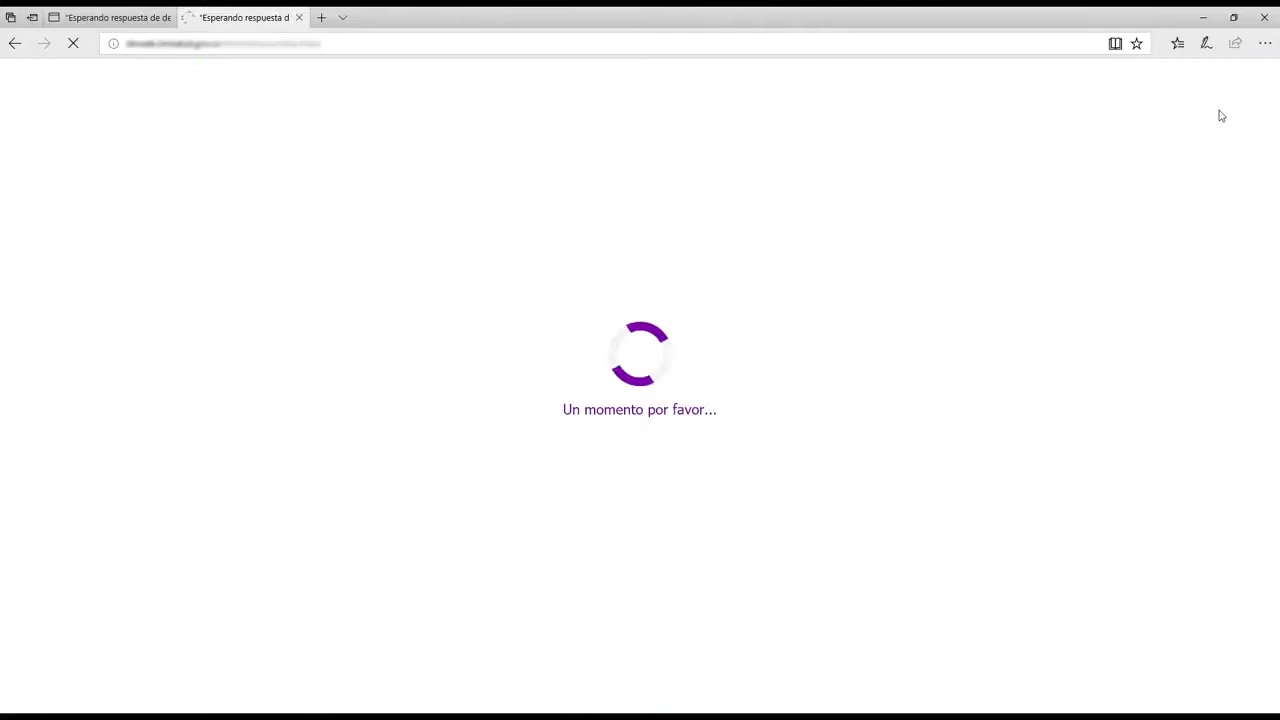 "Esperando respuesta de de
"Esperando respuesta d
Un momento por favor...